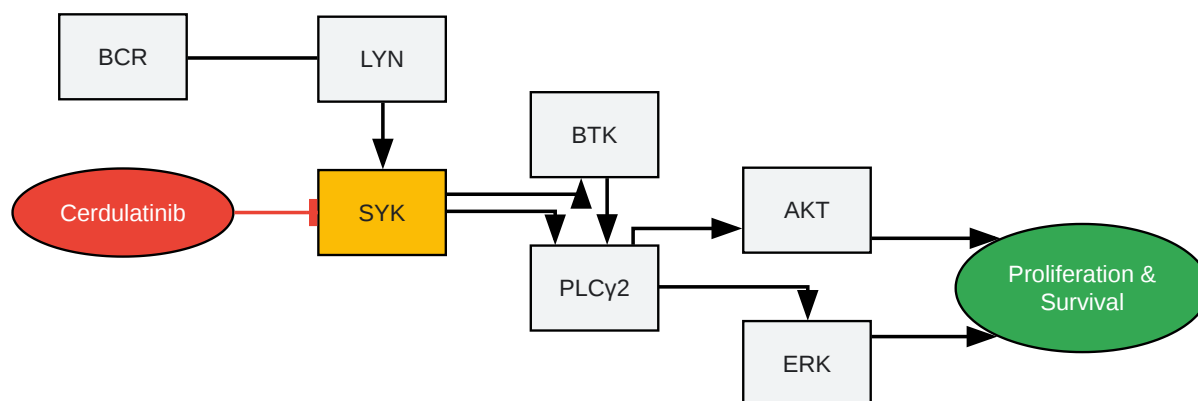 BCR
LYN
BTK
Cerdulatinib
SYK
AKT
PLCγ2
Proliferation &
Survival
ERK